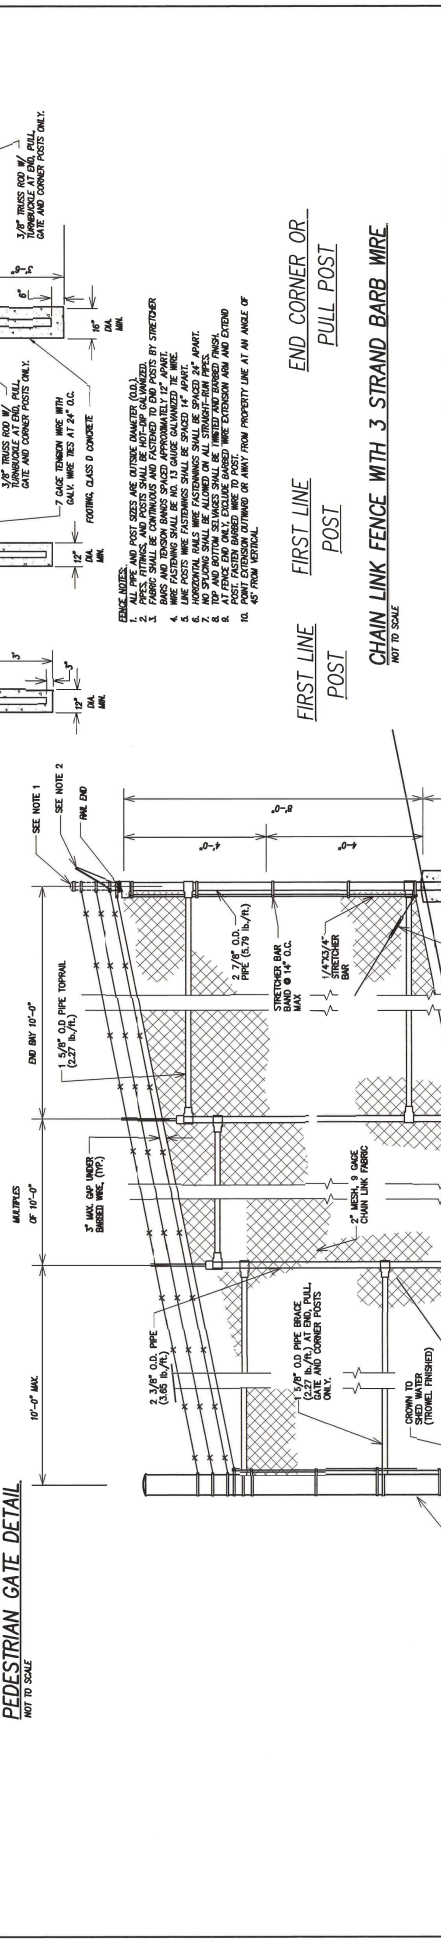 3/8" TRUSS ROD W/
TURNBUCKLE AT END, PULL,
GATE AND CORNER POSTS ONLY.
6"
16"
DIA.
MIN.
3/8" TRUSS ROD W/
TURNBUCKLE AT END, PULL,
GATE AND CORNER POSTS ONLY.
7 GAGE TENSION WIRE WITH
GALV. WIRE TIES AT 24" O.C.
FOOTING, CLASS D CONCRETE
12"
DIA.
MIN.
3'
3"
12"
DIA.
MIN.
FENCE NOTES:
1. ALL PIPE AND POST SIZES ARE OUTSIDE DIAMETER (O.D.).
2. PIPES, FITTINGS, AND POSTS SHALL BE HOT-DIP GALVANIZED.
3. FABRIC SHALL BE CONTINUOUS AND FASTENED TO END POSTS BY STRETCHER
BARS AND TENSION BANDS SPACED APPROXIMATELY 12" APART.
4. WIRE FASTENING SHALL BE NO. 13 GAUGE GALVANIZED TIE WIRE.
5. LINE POSTS WIRE FASTENINGS SHALL BE SPACED 14" APART.
6. HORIZONTAL RAILS WIRE FASTENINGS SHALL BE SPACED 24" APART.
7. NO SPLICING SHALL BE ALLOWED ON ALL STRAIGHT-RUN PIPES.
8. TOP AND BOTTOM SELVAGES SHALL BE TWISTED AND BARBED FINISH.
9. AT FENCE END ONLY, EXCLUDE BARBED WIRE EXTENSION ARM AND EXTEND
POST. FASTEN BARBED WIRE TO POST.
10. POINT EXTENSION OUTWARD OR AWAY FROM PROPERTY LINE AT AN ANGLE OF
45° FROM VERTICAL.
FIRST LINE
POST
FIRST LINE
POST
END CORNER OR
PULL POST
CHAIN LINK FENCE WITH 3 STRAND BARB WIRE
NOT TO SCALE
PEDESTRIAN GATE DETAIL
NOT TO SCALE
10'-0" MAX.
MULTIPLES
OF 10'-0"
END BAY 10'-0"
SEE NOTE 1
SEE NOTE 2
RAIL END
1 5/8" O.D PIPE TOPRAIL
(2.27 lb./ft.)
3" MAX. GAP UNDER
BARBED WIRE, (TYP.)
2 3/8" O.D. PIPE
(3.65 lb./ft.)
8'-0"
4'-0"
4'-0"
2 7/8" O.D.
PIPE (5.79 lb./ft.)
STRETCHER BAR
BAND @ 14" O.C.
MAX
1/4"X3/4"
STRETCHER
BAR
2" MESH, 9 GAGE
CHAIN LINK FABRIC
1 5/8" O.D PIPE BRACE
(2.27 lb./ft.) AT END, PULL,
GATE AND CORNER POSTS
ONLY.
CROWN TO
SHED WATER
(TROWEL FINISHED)